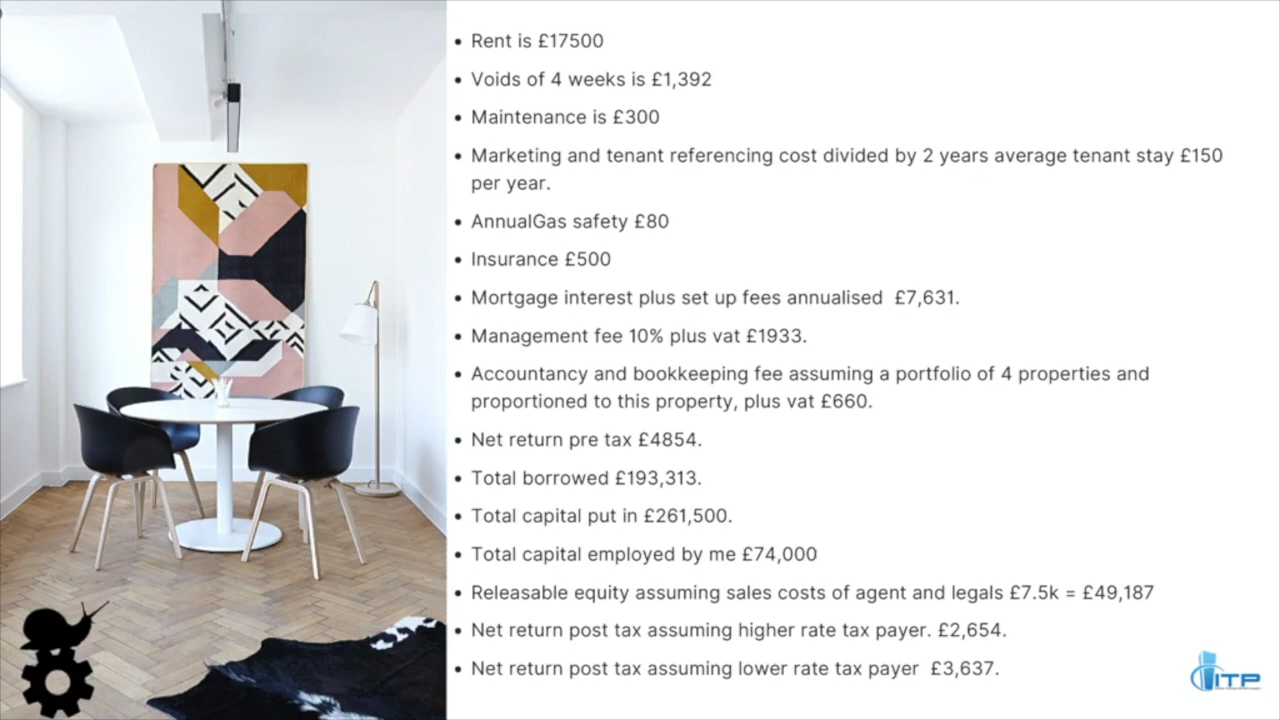 • Rent is £17500
• Voids of 4 weeks is £1,392
• Maintenance is £300
• Marketing and tenant referencing cost divided by 2 years average tenant stay £150
per year.
• AnnualGas safety £80
• Insurance £500
• Mortgage interest plus set up fees annualised £7,631.
• Management fee 10% plus vat £1933.
• Accountancy and bookkeeping fee assuming a portfolio of 4 properties and
proportioned to this property, plus vat £660.
• Net return pre tax £4854.
• Total borrowed £193,313.
• Total capital put in £261,500.
• Total capital employed by me £74,000
• Releasable equity assuming sales costs of agent and legals £7.5k = £49,187
• Net return post tax assuming higher rate tax payer. £2,654.
• Net return post tax assuming lower rate tax payer £3,637.
ITP